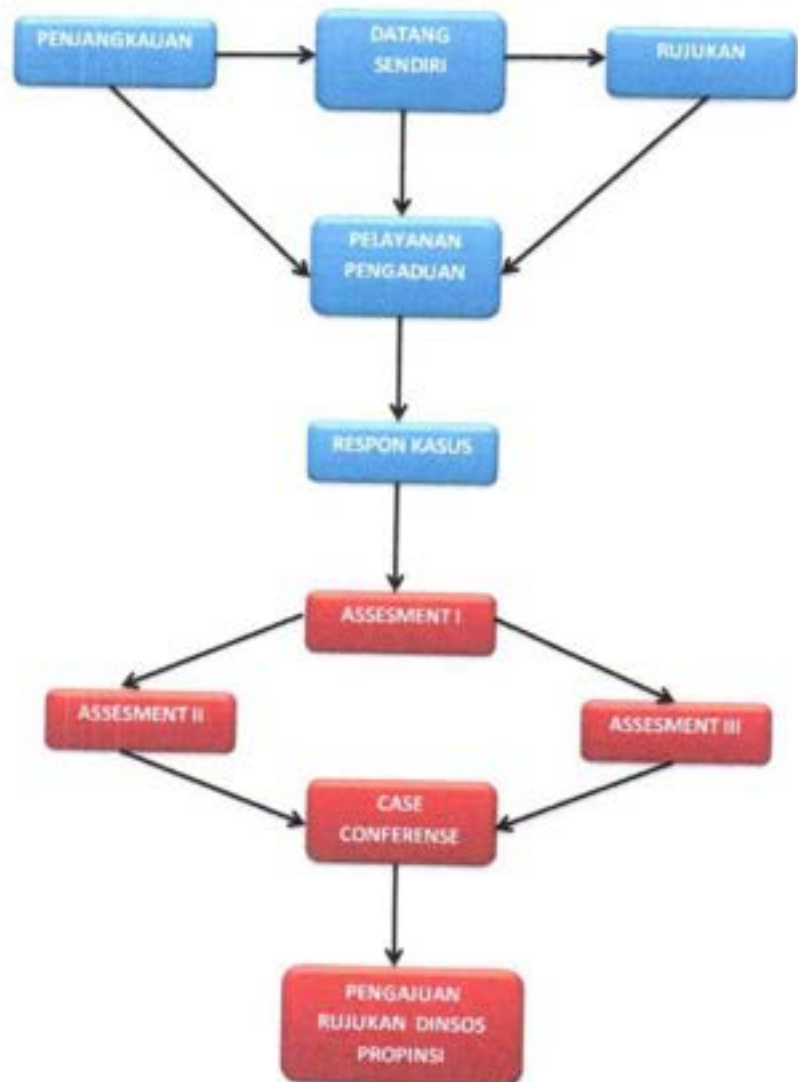 PENJANGKAUAN
DATANG
SENDIRI
RUJUKAN
PELAYANAN
PENGADUAN
RESPON KASUS
ASSESMENT I
ASSESMENT II
ASSESMENT III
CASE
CONFERENSE
PENGAJUAN
RUJUKAN DINSOS
PROPINSI